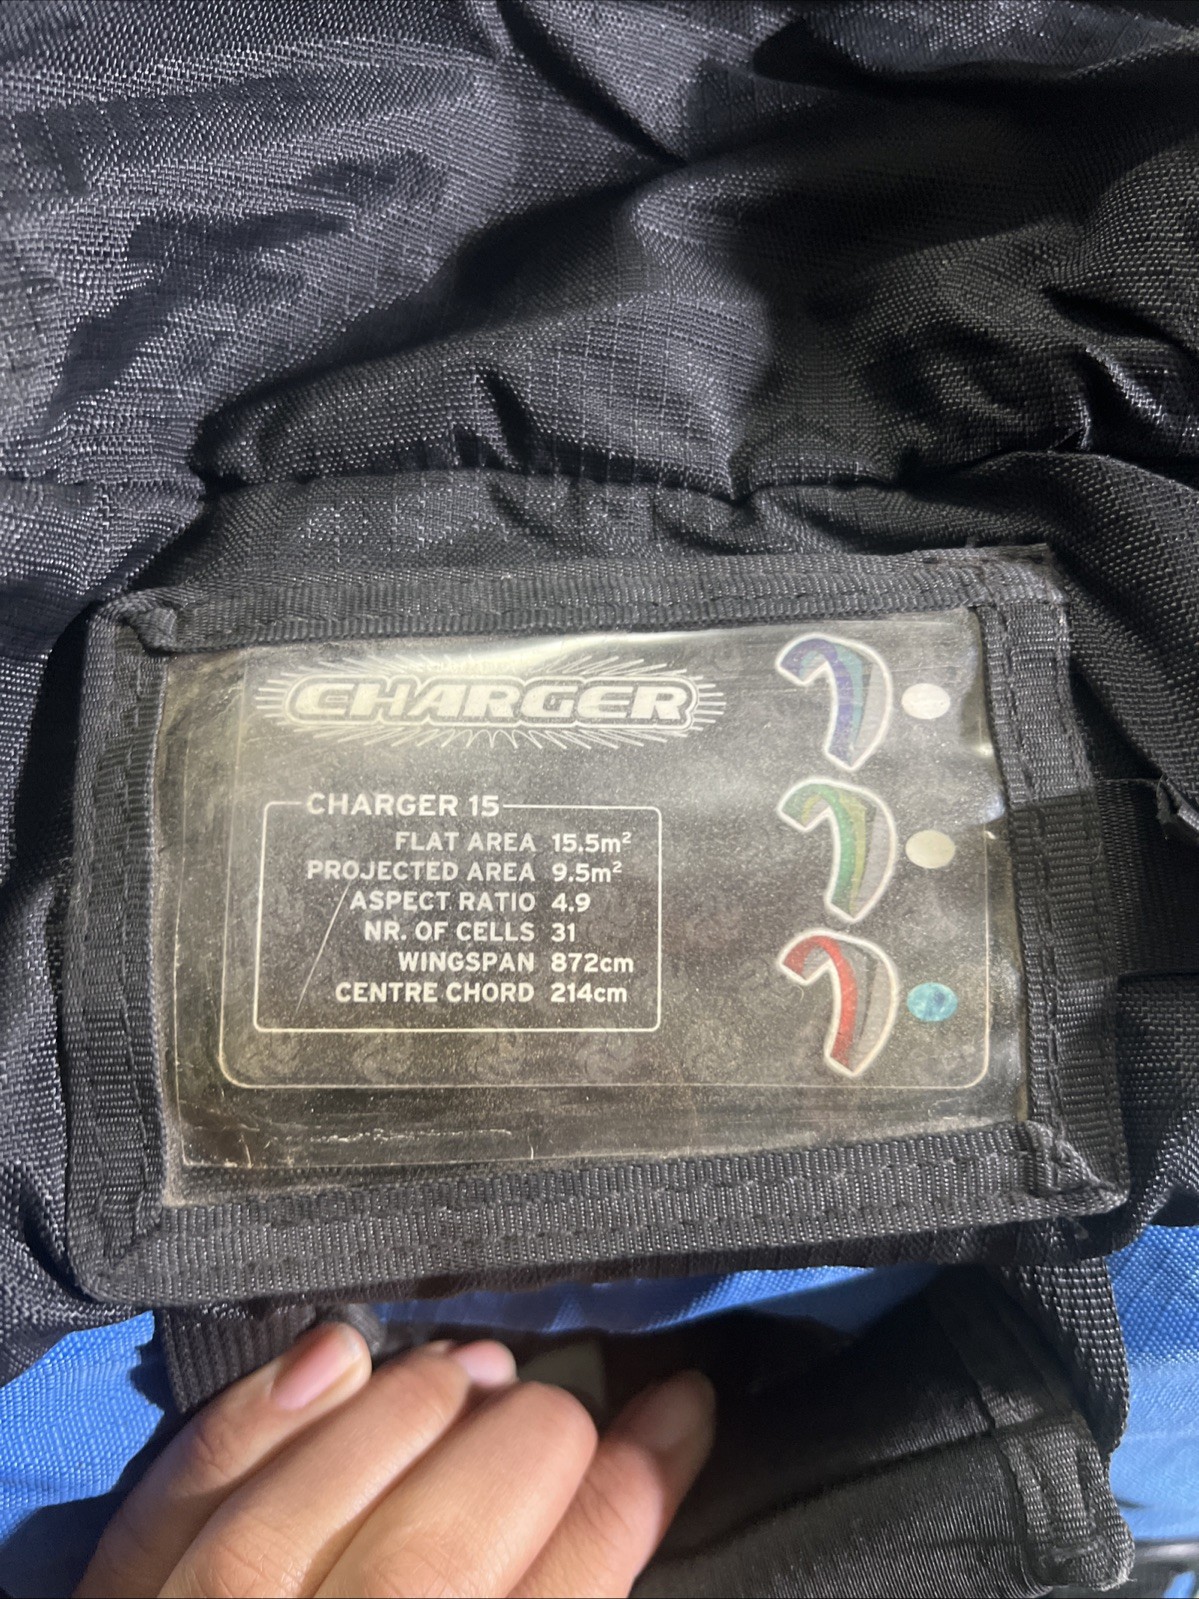 CHARGER
CHARGER 15
FLAT AREA 15.5m²
PROJECTED AREA 9.5m²
ASPECT RATIO 4.9
NR. OF CELLS 31
WINGSPAN 872cm
CENTRE CHORD 214cm